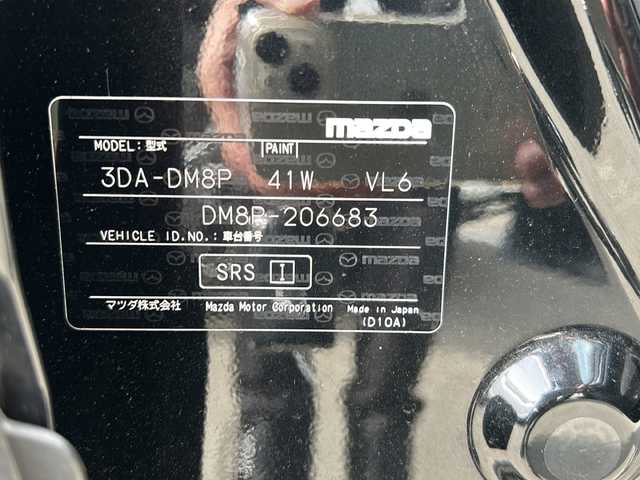 mazda
MODEL:型式 PAINT
3DA-DM8P 41W VL6
DM8P-206683
VEHICLE ID.NO.:車台番号
SRS I
マツダ株式会社 Mazda Motor Corporation Made in Japan
(D10A)